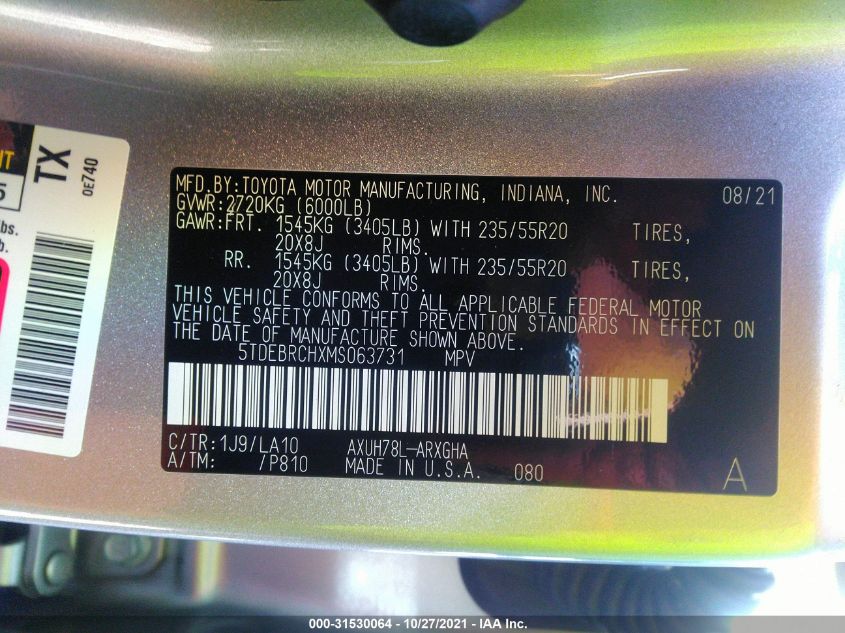 TX
0E740
NT
5
lbs.
b.
MFD.BY:TOYOTA MOTOR MANUFACTURING, INDIANA, INC. 08/21
GVWR:2720KG (6000LB)
GAWR:FRT. 1545KG (3405LB) WITH 235/55R20 TIRES,
20X8J RIMS.
RR. 1545KG (3405LB) WITH 235/55R20 TIRES,
20X8J RIMS.
THIS VEHICLE CONFORMS TO ALL APPLICABLE FEDERAL MOTOR
VEHICLE SAFETY AND THEFT PREVENTION STANDARDS IN EFFECT ON
THE DATE OF MANUFACTURE SHOWN ABOVE.
5TDEBRCHXMS063731 MPV
C/TR:1J9/LA10 AXUH78L-ARXGHA
A/TM: /P810 MADE IN U.S.A. 080
A
000-31530064 - 10/27/2021 - IAA Inc.